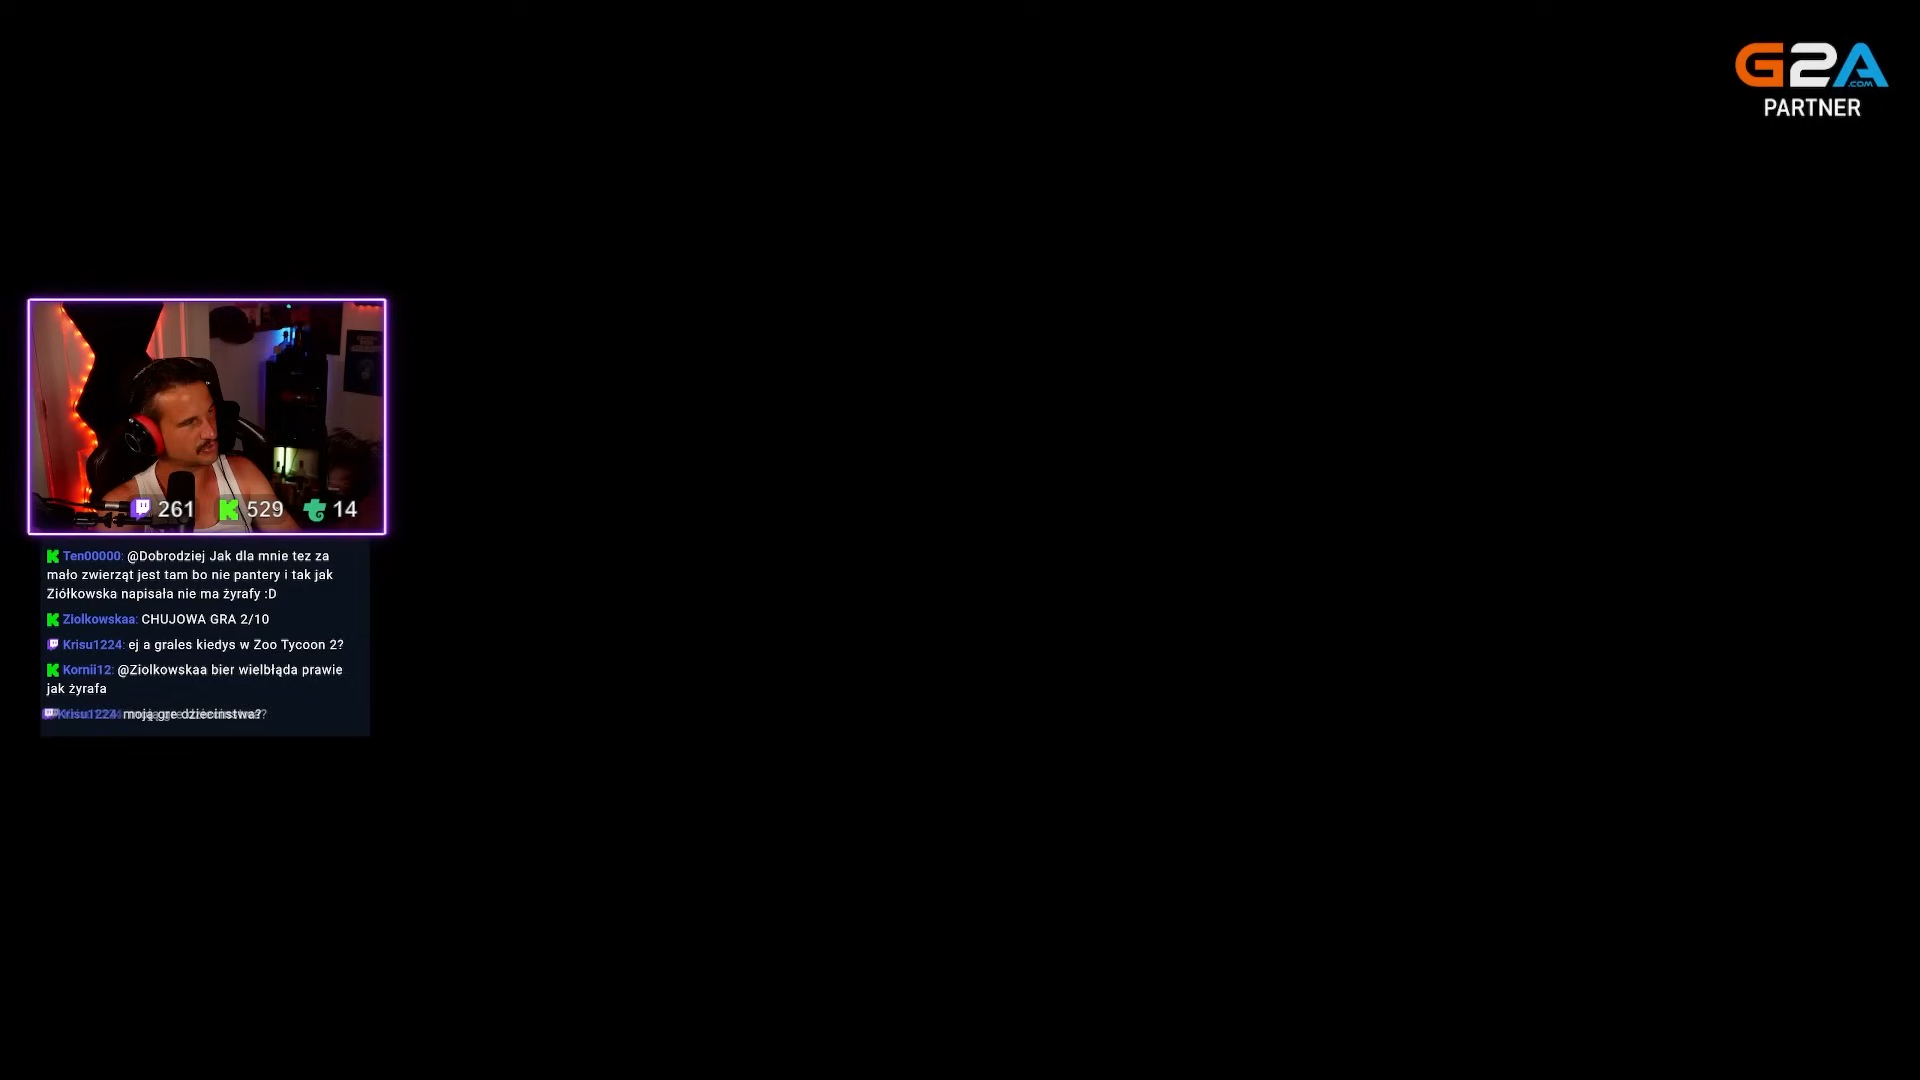 G2A
.COM
PARTNER
261 529 14
Ten00000: @Dobrodziej Jak dla mnie tez za
mało zwierząt jest tam bo nie pantery i tak jak
Ziółkowska napisała nie ma żyrafy :D
Ziolkowskaa: CHUJOWA GRA 2/10
Krisu1224: ej a grales kiedys w Zoo Tycoon 2?
Kornii12: @Ziolkowskaa bier wielbłąda prawie
jak żyrafa
Krisu1224: moją gre dziecinstwa?